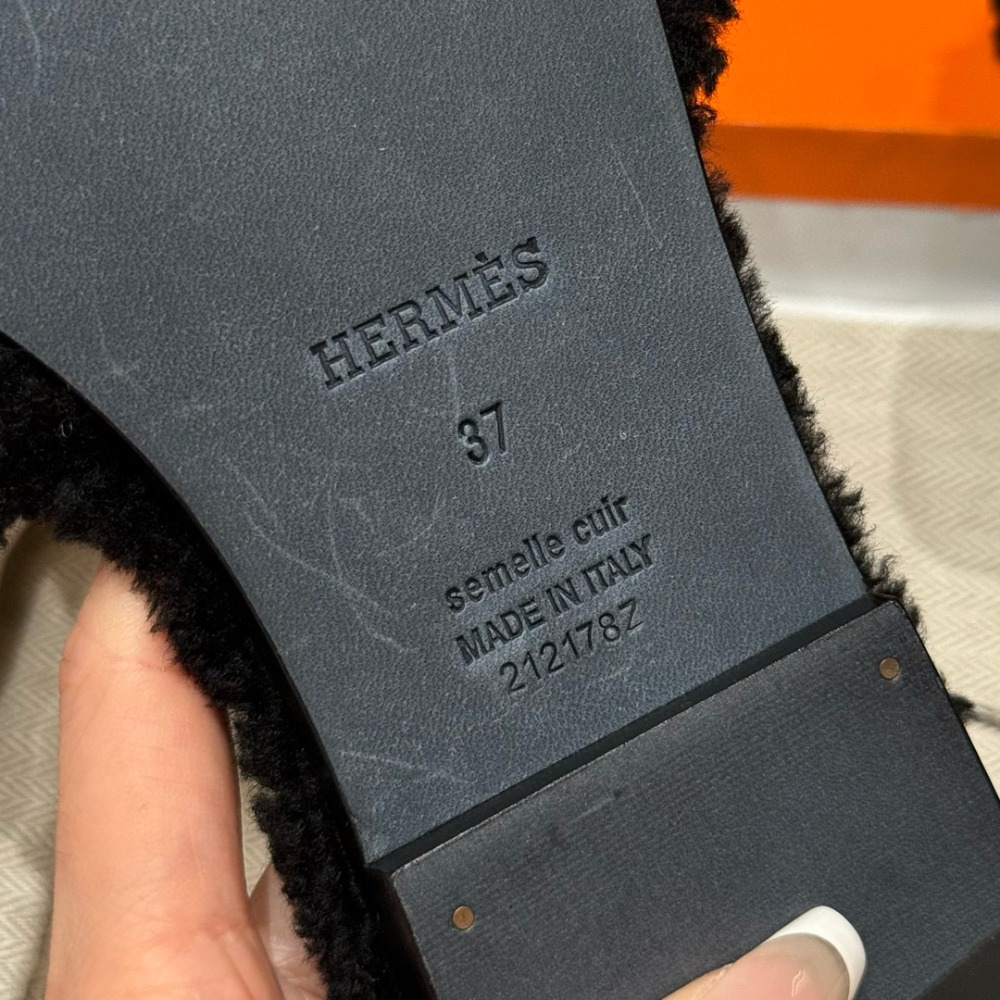 HERMÈS
37
semelle cuir
MADE IN ITALY
212178Z